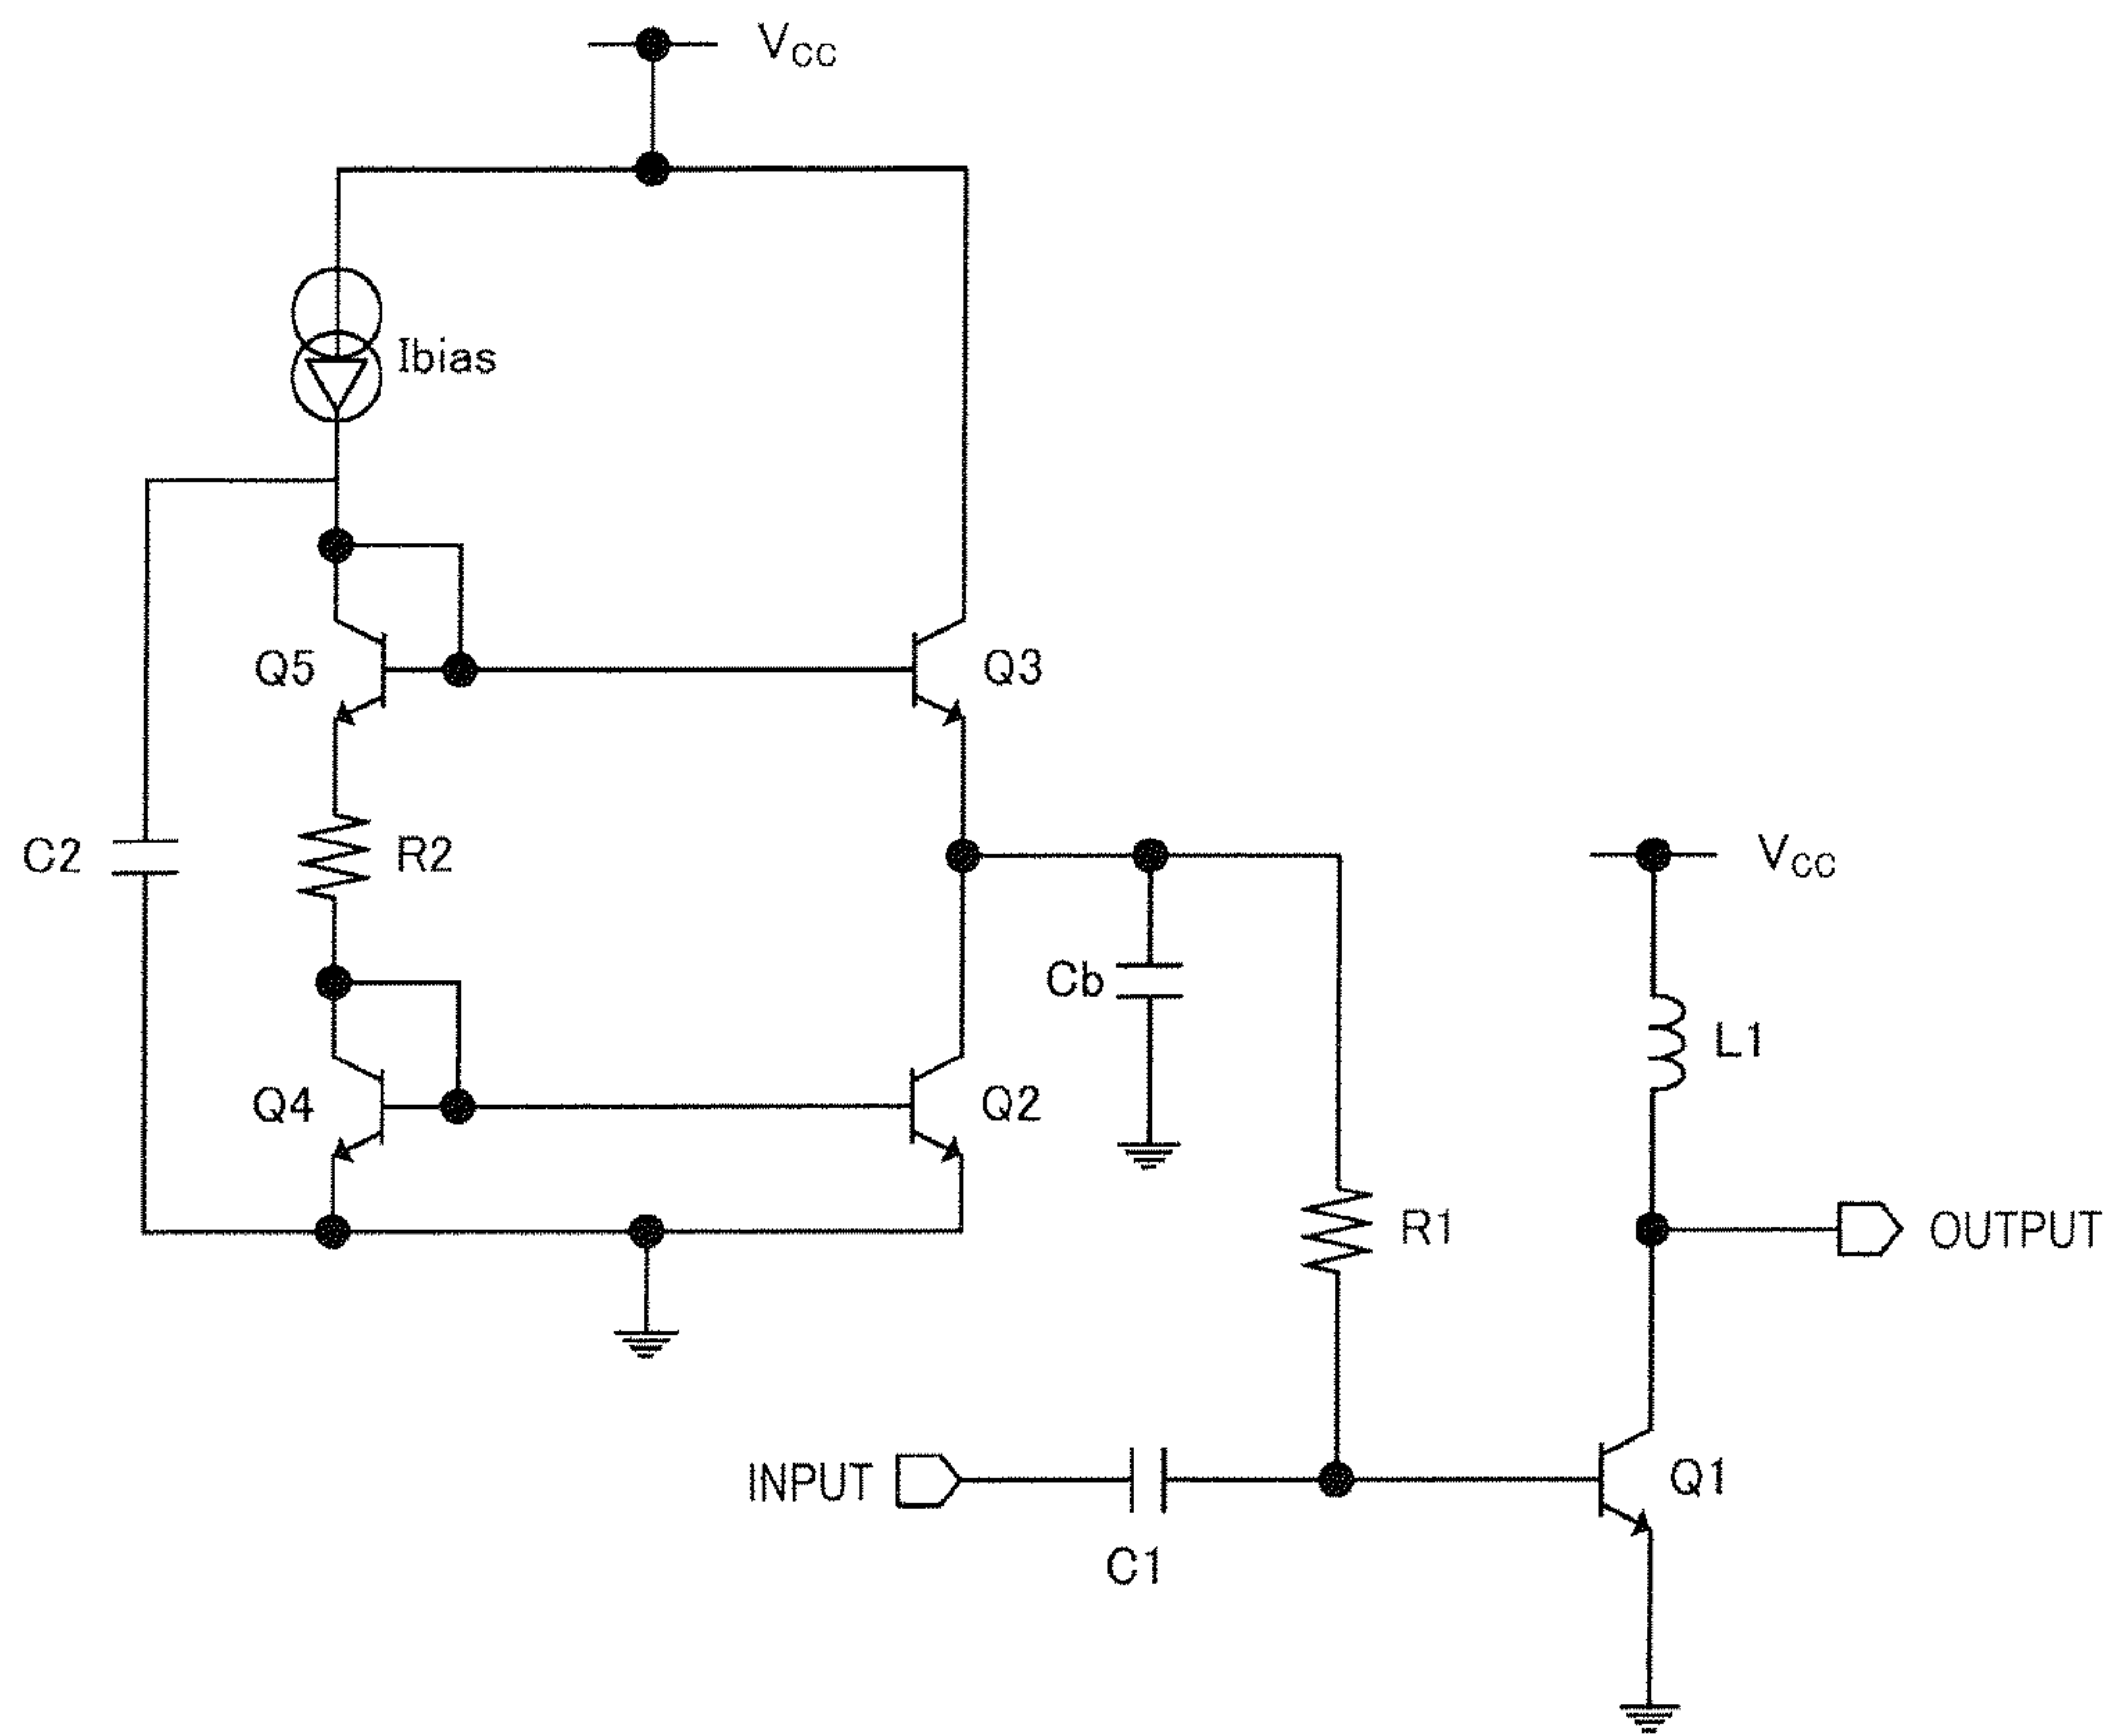 VCC
Ibias
Q5
Q3
C2
R2
VCC
Cb
L1
Q4
Q2
R1
OUTPUT
INPUT
Q1
C1